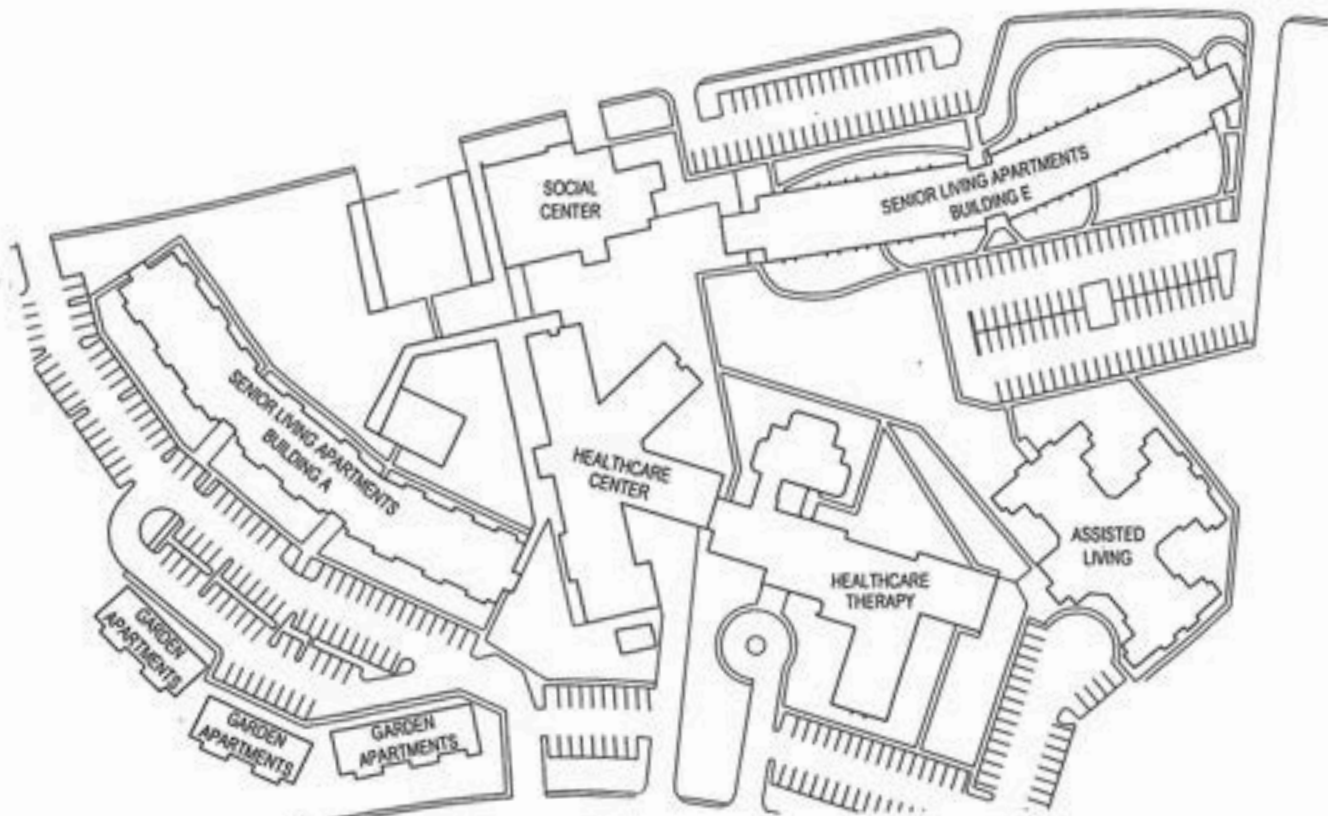 SOCIAL
CENTER
SENIOR LIVING APARTMENTS
BUILDING E
SENIOR LIVING APARTMENTS
BUILDING A
HEALTHCARE
CENTER
ASSISTED
LIVING
HEALTHCARE
THERAPY
GARDEN
APARTMENTS
GARDEN
APARTMENTS
GARDEN
APARTMENTS